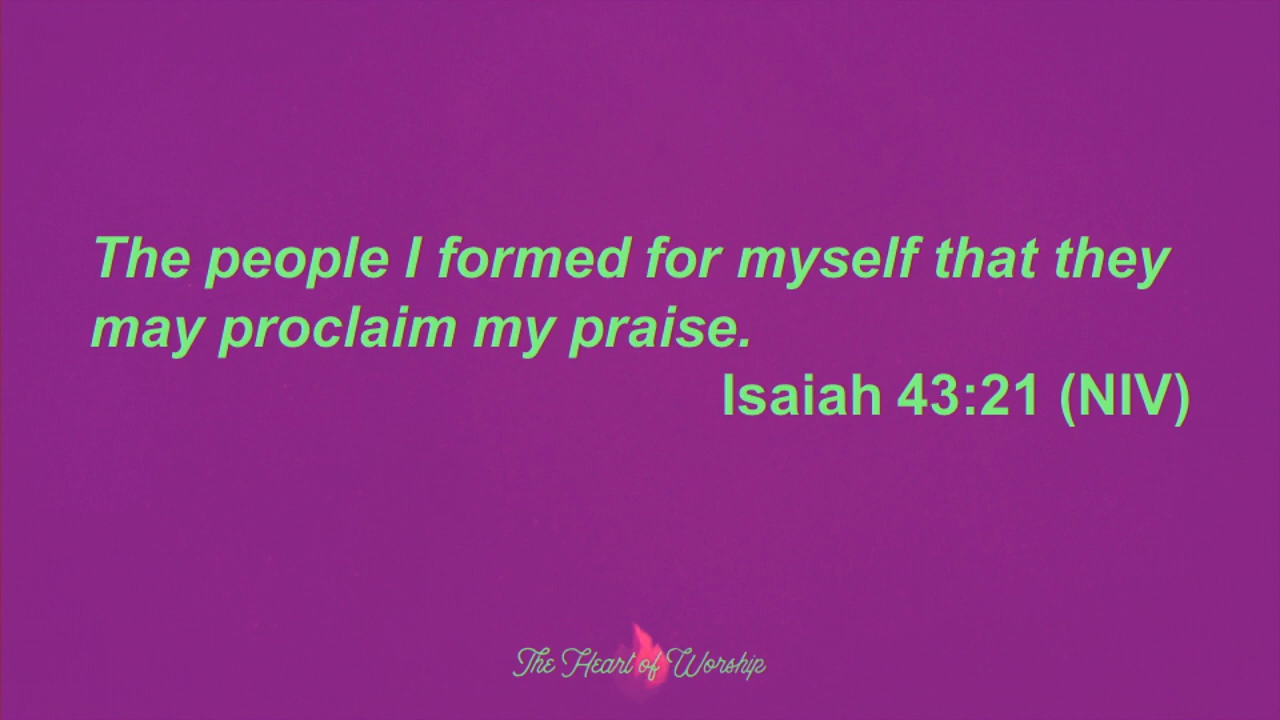 The people I formed for myself that they
may proclaim my praise.
Isaiah 43:21 (NIV)
The Heart of Worship